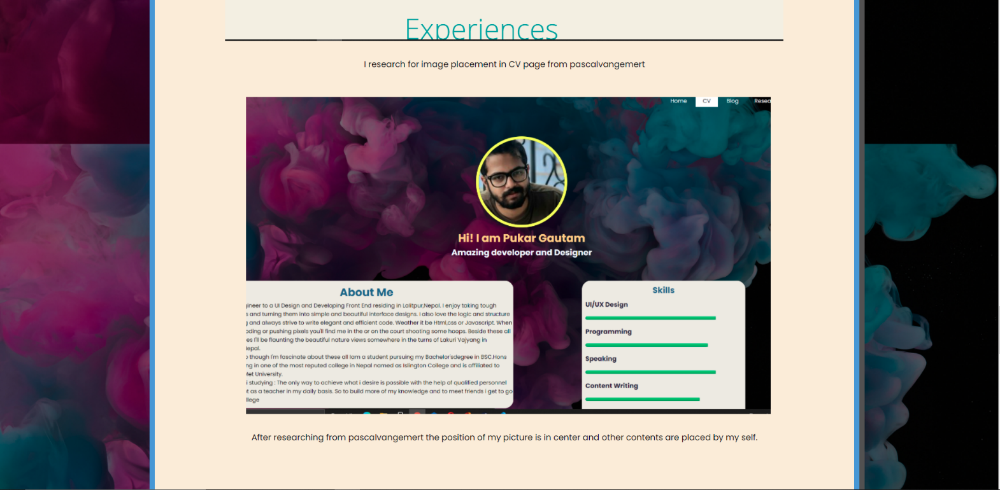 Experiences
I research for image placement in CV page from pascalvangemert
Home CV Blog Resea
Hi! I am Pukar Gautam
Amazing developer and Designer
About Me
gineer to a UI Design and Developing Front End residing in Lalitpur,Nepal. I enjoy taking tough
s and turning them into simple and beautiful interface designs. I also love the logic and structure
g and always strive to write elegant and efficient code. Weather it be Html,css or Javascript. When
oding or pushing pixels you'll find me in the or on the court shooting some hoops. Beside these all
es I'll be flaunting the beautiful nature views somewhere in the turns of Lakuri Vajyang in
lepal.
o though I'm fascinate about these all Iam a student pursuing my Bachelor'sdegree in BSC.Hons
ng in one of the most reputed college in Nepal named as Islington College and is affiliated to
Met University.
i studying : The only way to achieve what i desire is possible with the help of qualified personnel
t as a teacher in my daily basis. So to build more of my knowledge and to meet friends i get to go
llege
Skills
UI/UX Design
Programming
Speaking
Content Writing
After researching from pascalvangemert the position of my picture is in center and other contents are placed by my self.